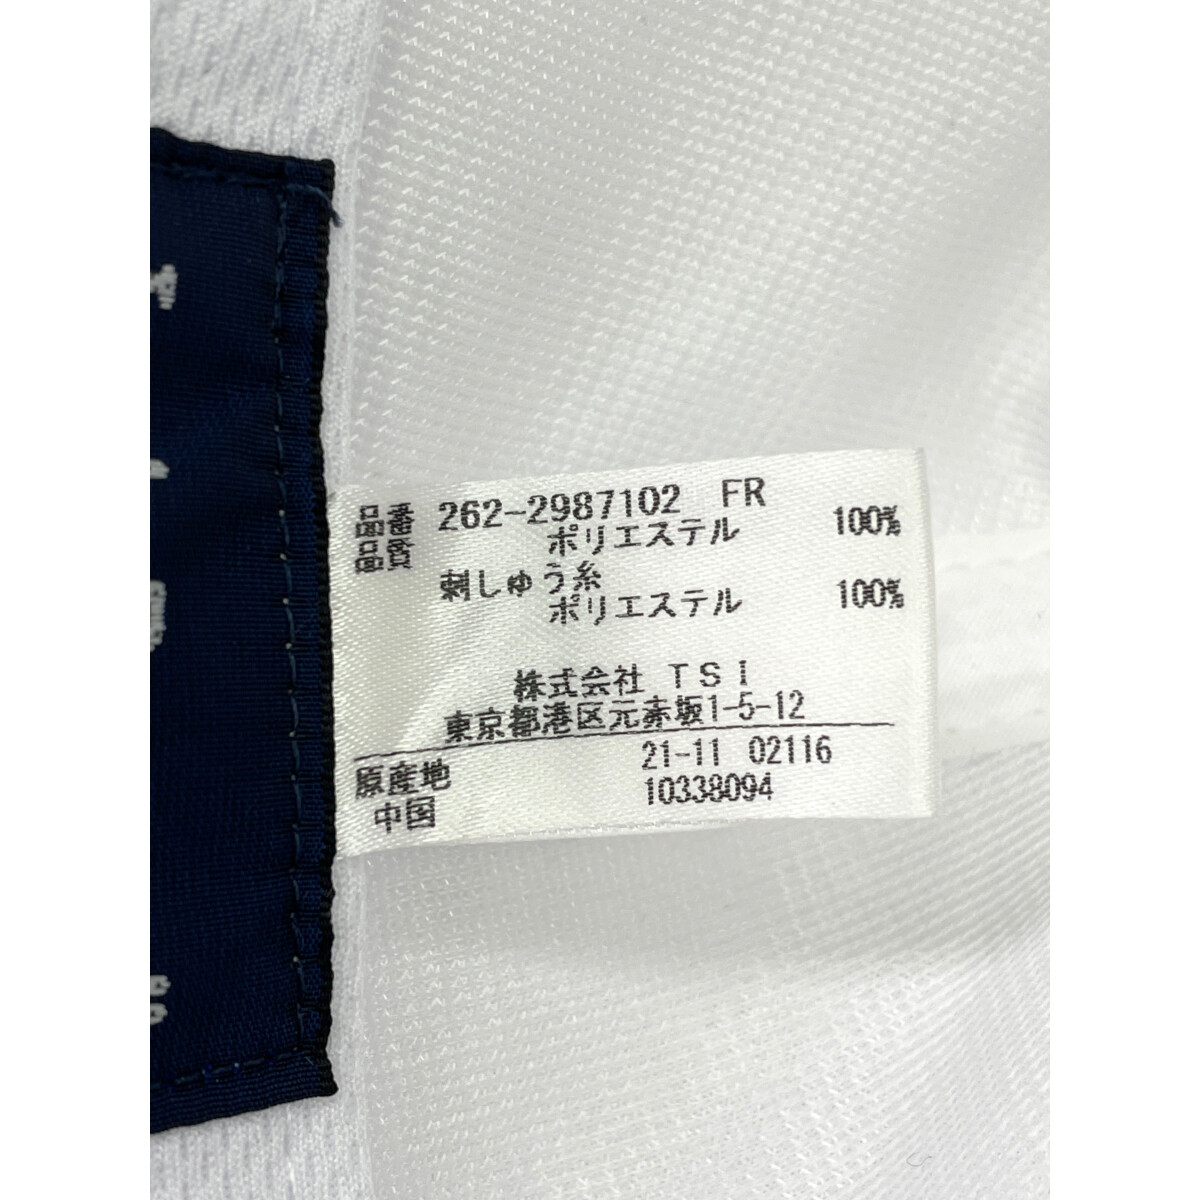 品番 262-2987102 FR
品質 ポリエステル 100%
刺しゅう糸
ポリエステル 100%
株式会社 TSI
東京都港区元赤坂1-5-12
原産地 21-11 02116
中国 10338094